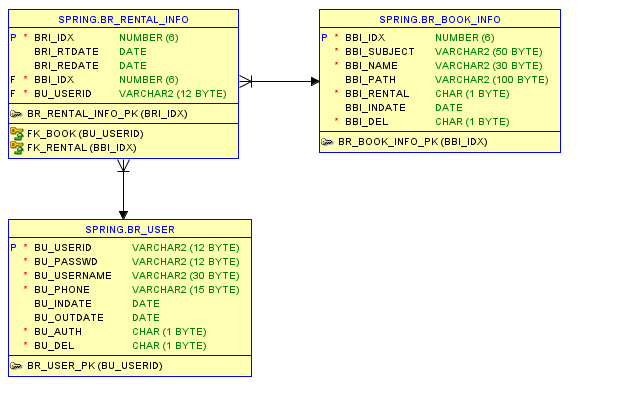 SPRING.BR_RENTAL_INFO
P * BRI_IDX NUMBER (6)
BRI_RTDATE DATE
BRI_REDATE DATE
F * BBI_IDX NUMBER (6)
F * BU_USERID VARCHAR2 (12 BYTE)
BR_RENTAL_INFO_PK (BRI_IDX)
FK_BOOK (BU_USERID)
FK_RENTAL (BBI_IDX)
SPRING.BR_BOOK_INFO
P * BBI_IDX NUMBER (6)
* BBI_SUBJECT VARCHAR2 (50 BYTE)
* BBI_NAME VARCHAR2 (30 BYTE)
BBI_PATH VARCHAR2 (100 BYTE)
* BBI_RENTAL CHAR (1 BYTE)
BBI_INDATE DATE
* BBI_DEL CHAR (1 BYTE)
BR_BOOK_INFO_PK (BBI_IDX)
SPRING.BR_USER
P * BU_USERID VARCHAR2 (12 BYTE)
* BU_PASSWD VARCHAR2 (12 BYTE)
* BU_USERNAME VARCHAR2 (30 BYTE)
* BU_PHONE VARCHAR2 (15 BYTE)
BU_INDATE DATE
BU_OUTDATE DATE
* BU_AUTH CHAR (1 BYTE)
* BU_DEL CHAR (1 BYTE)
BR_USER_PK (BU_USERID)